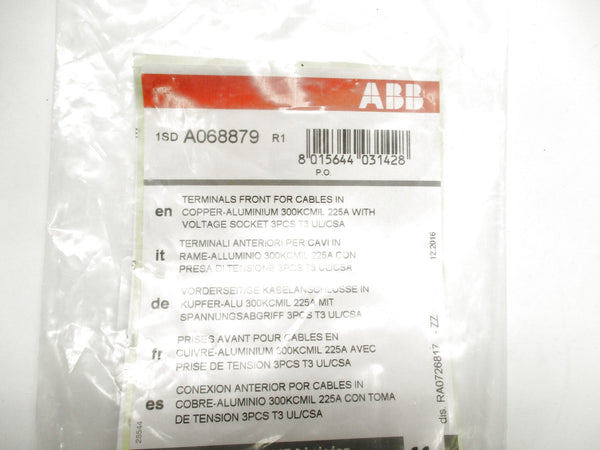 ABB
1SD A068879 R1
8 015644 031428
P.O.
en
TERMINALS FRONT FOR CABLES IN
COPPER-ALUMINIUM 300KCMIL 225A WITH
VOLTAGE SOCKET 3PCS T3 UL/CSA
it
TERMINALI ANTERIORI PER CAVI IN
RAME-ALLUMINIO 300KCMIL 225A CON
PRESA DI TENSIONE 3PCS T3 UL/CSA
de
VORDERSEITIGE KABELANSCHLÜSSE IN
KUPFER-ALU 300KCMIL 225A MIT
SPANNUNGSABGRIFF 3PCS T3 UL/CSA
fr
PRISES AVANT POUR CABLES EN
CUIVRE-ALUMINIUM 300KCMIL 225A AVEC
PRISE DE TENSION 3PCS T3 UL/CSA
es
CONEXION ANTERIOR POR CABLES IN
COBRE-ALUMINIO 300KCMIL 225A CON TOMA
DE TENSION 3PCS T3 UL/CSA
12.2016
dis. RA0726817 - ZZ
28544